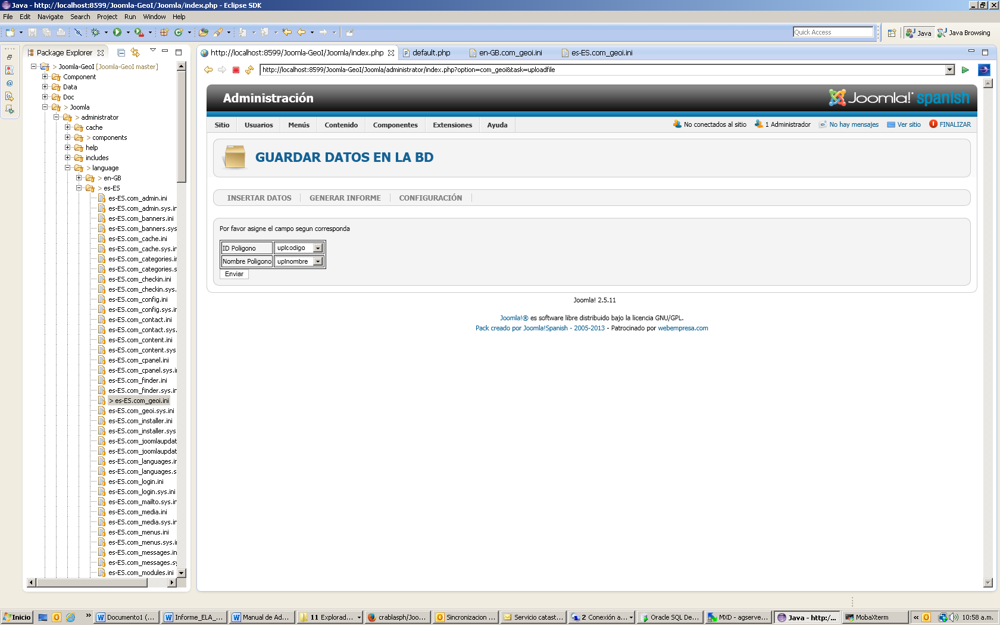 Java - http://localhost:8599/Joomla-GeoI/Joomla/index.php - Eclipse SDK
File Edit Navigate Search Project Run Window Help
Quick Access
Java
Java Browsing
Package Explorer
http://localhost:8599/Joomla-GeoI/Joomla/index.php
default.php
en-GB.com_geoi.ini
es-ES.com_geoi.ini
http://localhost:8599/Joomla-GeoI/Joomla/administrator/index.php?option=com_geoi&task=uploadfile
> Joomla-GeoI [Joomla-GeoI master]
Component
Data
Doc
> Joomla
> administrator
cache
> components
help
includes
> language
> en-GB
> es-ES
es-ES.com_admin.ini
es-ES.com_admin.sys.in
es-ES.com_banners.ini
es-ES.com_banners.sys
es-ES.com_cache.ini
es-ES.com_cache.sys.in
es-ES.com_categories.in
es-ES.com_categories.s
es-ES.com_checkin.ini
es-ES.com_checkin.sys.
es-ES.com_config.ini
es-ES.com_config.sys.in
es-ES.com_contact.ini
es-ES.com_contact.sys.
es-ES.com_content.ini
es-ES.com_content.sys
es-ES.com_cpanel.ini
es-ES.com_cpanel.sys.i
es-ES.com_finder.ini
es-ES.com_finder.sys.in
> es-ES.com_geoi.ini
es-ES.com_geoi.sys.ini
es-ES.com_installer.ini
es-ES.com_installer.sys
es-ES.com_joomlaupdat
es-ES.com_joomlaupdat
es-ES.com_languages.in
es-ES.com_languages.s
es-ES.com_login.ini
es-ES.com_login.sys.ini
es-ES.com_mailto.sys.in
es-ES.com_media.ini
es-ES.com_media.sys.in
es-ES.com_menus.ini
es-ES.com_menus.sys.i
es-ES.com_messages.in
es-ES.com_messages.sy
es-ES.com_modules.ini
Administración
Joomla! spanish
Sitio Usuarios Menús Contenido Componentes Extensiones Ayuda
No conectados al sitio 1 Administrador No hay mensajes Ver sitio FINALIZAR
GUARDAR DATOS EN LA BD
INSERTAR DATOS GENERAR INFORME CONFIGURACIÓN
Por favor asigne el campo segun corresponda
ID Poligono uplcodigo
Nombre Poligono uplnombre
Enviar
Joomla! 2.5.11
Joomla!® es software libre distribuido bajo la licencia GNU/GPL.
Pack creado por Joomla!Spanish - 2005-2013 - Patrocinado por webempresa.com
Inicio
»
Documento1 (...
Informe_ELA_...
Manual de Ad...
11 Explorad...
crablasph/Joo...
Sincronizacion ...
Servicio catast...
2 Conexión a...
Oracle SQL De...
MXD - agserve...
Java - http:/...
MobaXterm
«
10:58 a.m.